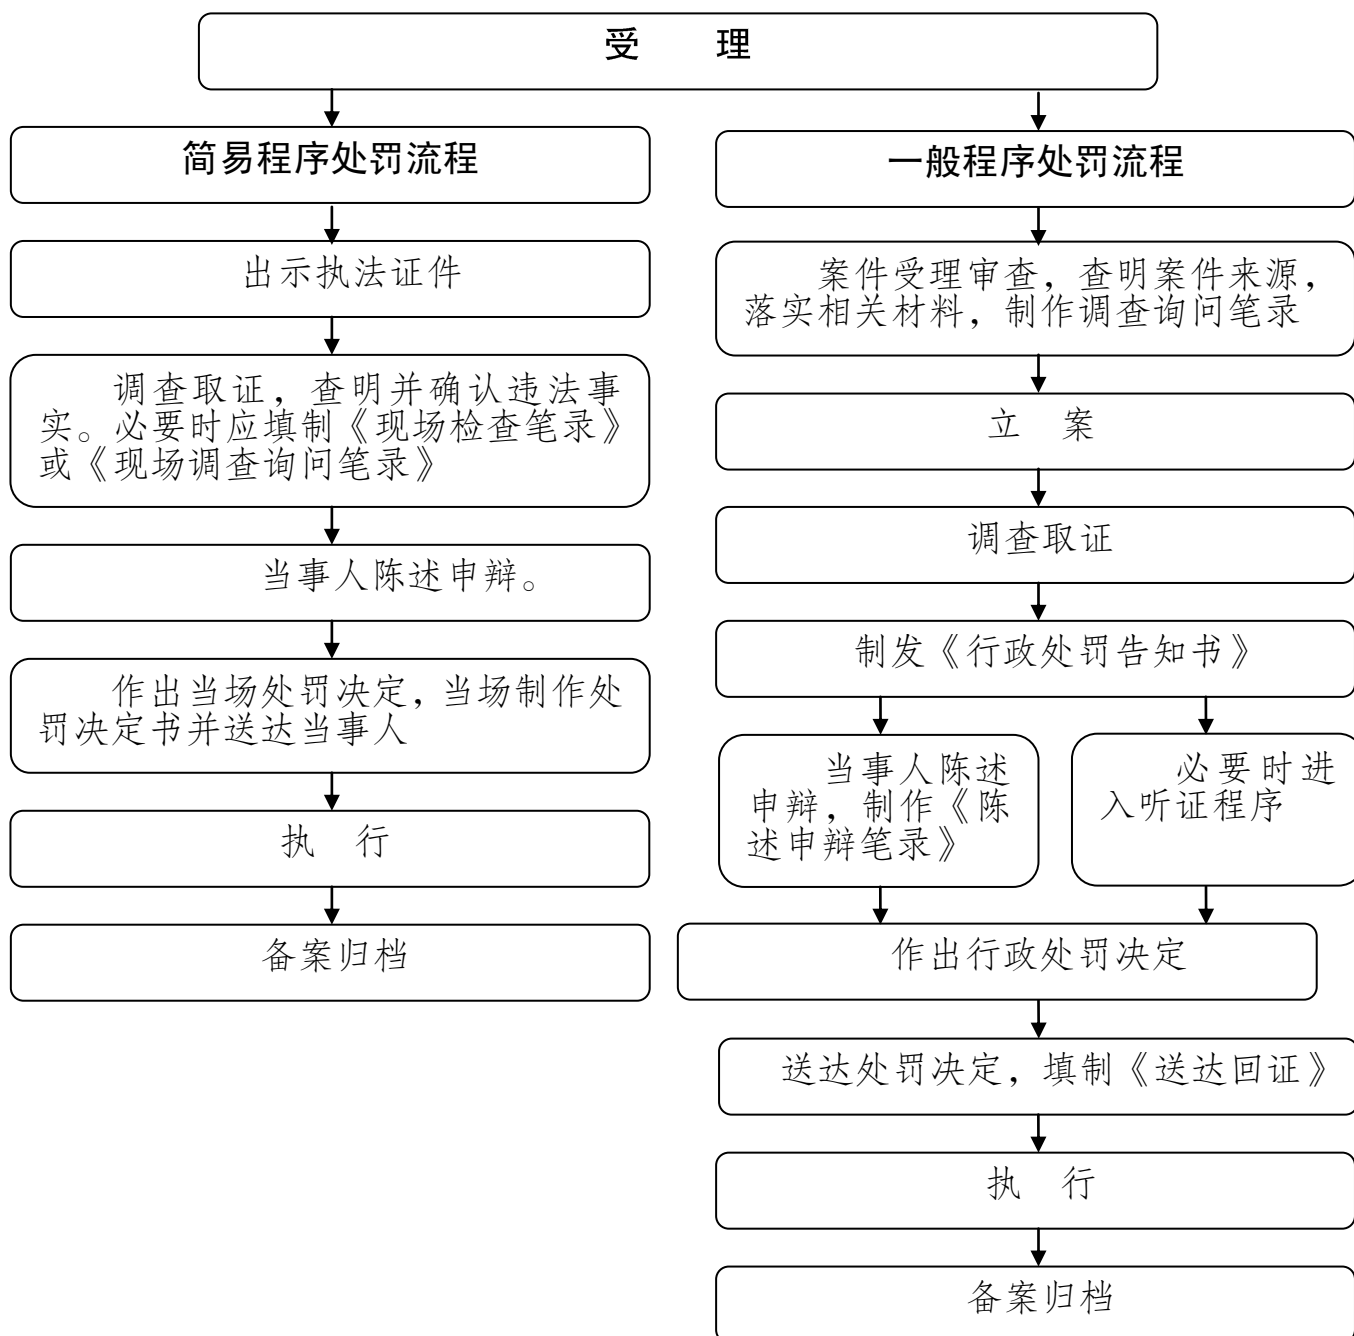 受 理
简易程序处罚流程
出示执法证件
调查取证，查明并确认违法事
实。必要时应填制《现场检查笔录》
或《现场调查询问笔录》
当事人陈述申辩。
作出当场处罚决定，当场制作处
罚决定书并送达当事人
执 行
备案归档
一般程序处罚流程
案件受理审查，查明案件来源，
落实相关材料，制作调查询问笔录
立 案
调查取证
制发《行政处罚告知书》
当事人陈述
申辩，制作《陈
述申辩笔录》
必要时进
入听证程序
作出行政处罚决定
送达处罚决定，填制《送达回证》
执 行
备案归档